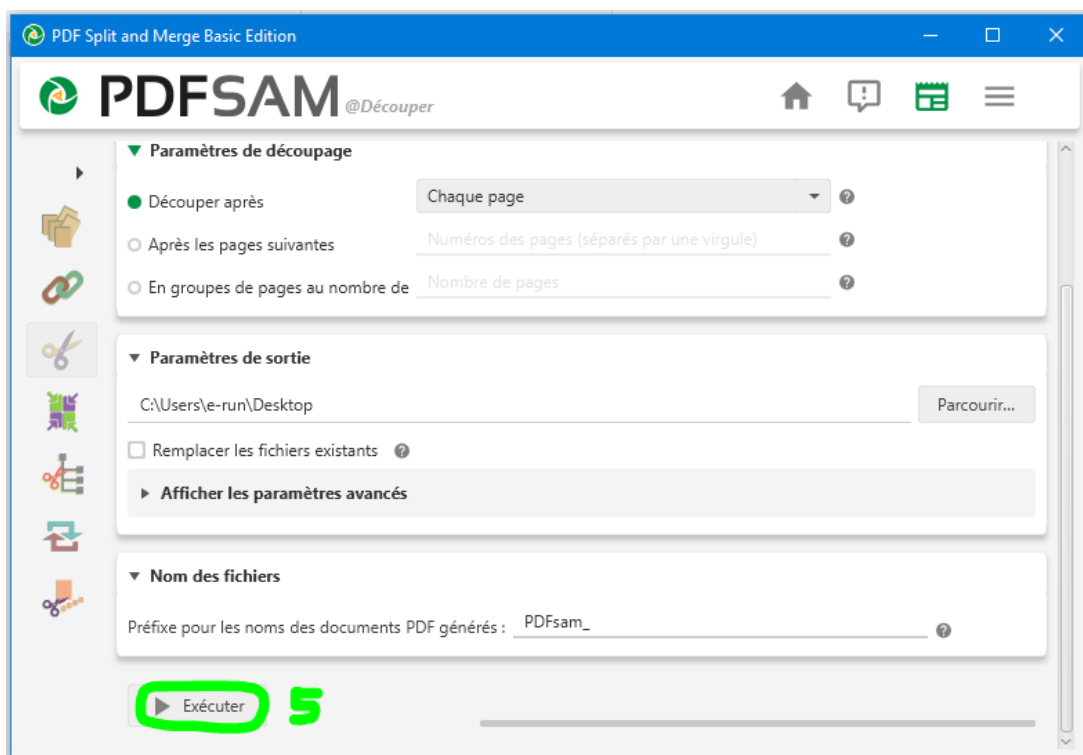 PDF Split and Merge Basic Edition
PDFSAM @Découper
Paramètres de découpage
Découper après Chaque page
Après les pages suivantes Numéros des pages (séparés par une virgule)
En groupes de pages au nombre de Nombre de pages
Paramètres de sortie
C:\Users\e-run\Desktop Parcourir...
Remplacer les fichiers existants
Afficher les paramètres avancés
Nom des fichiers
Préfixe pour les noms des documents PDF générés : PDFsam_
Exécuter 5